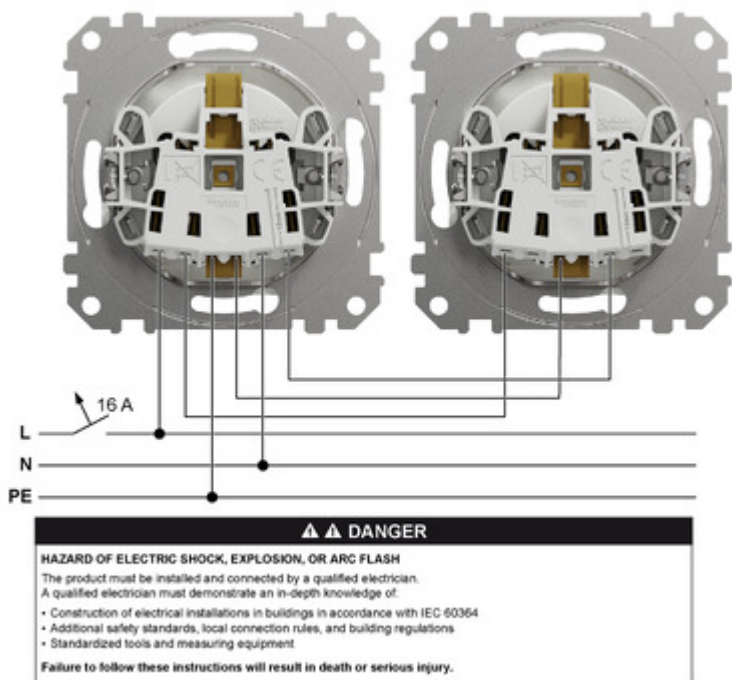 16 A
L
N
PE
⚠ ⚠ DANGER
HAZARD OF ELECTRIC SHOCK, EXPLOSION, OR ARC FLASH
The product must be installed and connected by a qualified electrician.
A qualified electrician must demonstrate an in-depth knowledge of:
• Construction of electrical installations in buildings in accordance with IEC 60364
• Additional safety standards, local connection rules, and building regulations
• Standardized tools and measuring equipment
Failure to follow these instructions will result in death or serious injury.